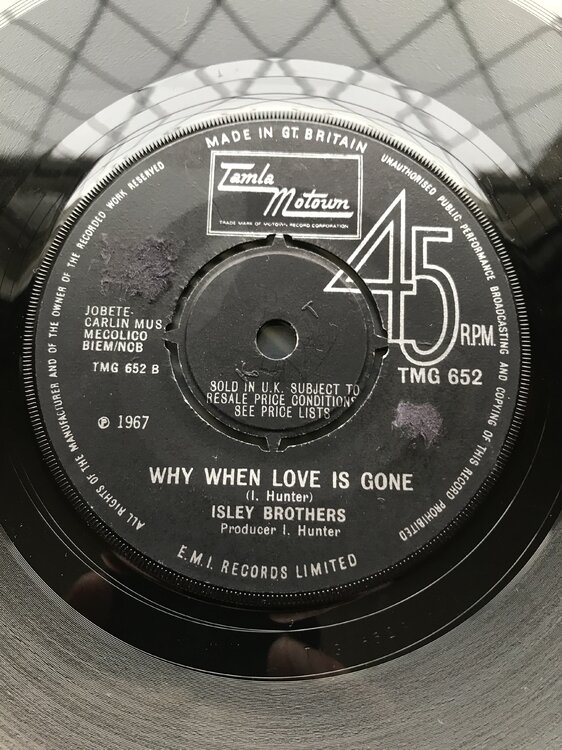 MADE IN GT. BRITAIN
Tamla
Motown
TRADE MARK OF MOTOWN RECORD CORPORATION
UNAUTHORISED PUBLIC PERFORMANCE BROADCASTING AND COPYING OF THIS RECORD PROHIBITED
ALL RIGHTS OF THE MANUFACTURER AND OF THE OWNER OF THE RECORDED WORK RESERVED
45
R.P.M.
TMG 652
JOBETE-
CARLIN MUS.
MECOLICO
BIEM/NCB
TMG 652 B
℗ 1967
T
SOLD IN U.K. SUBJECT TO
RESALE PRICE CONDITIONS
SEE PRICE LISTS
WHY WHEN LOVE IS GONE
(I. Hunter)
ISLEY BROTHERS
Producer I. Hunter
E.M.I. RECORDS LIMITED